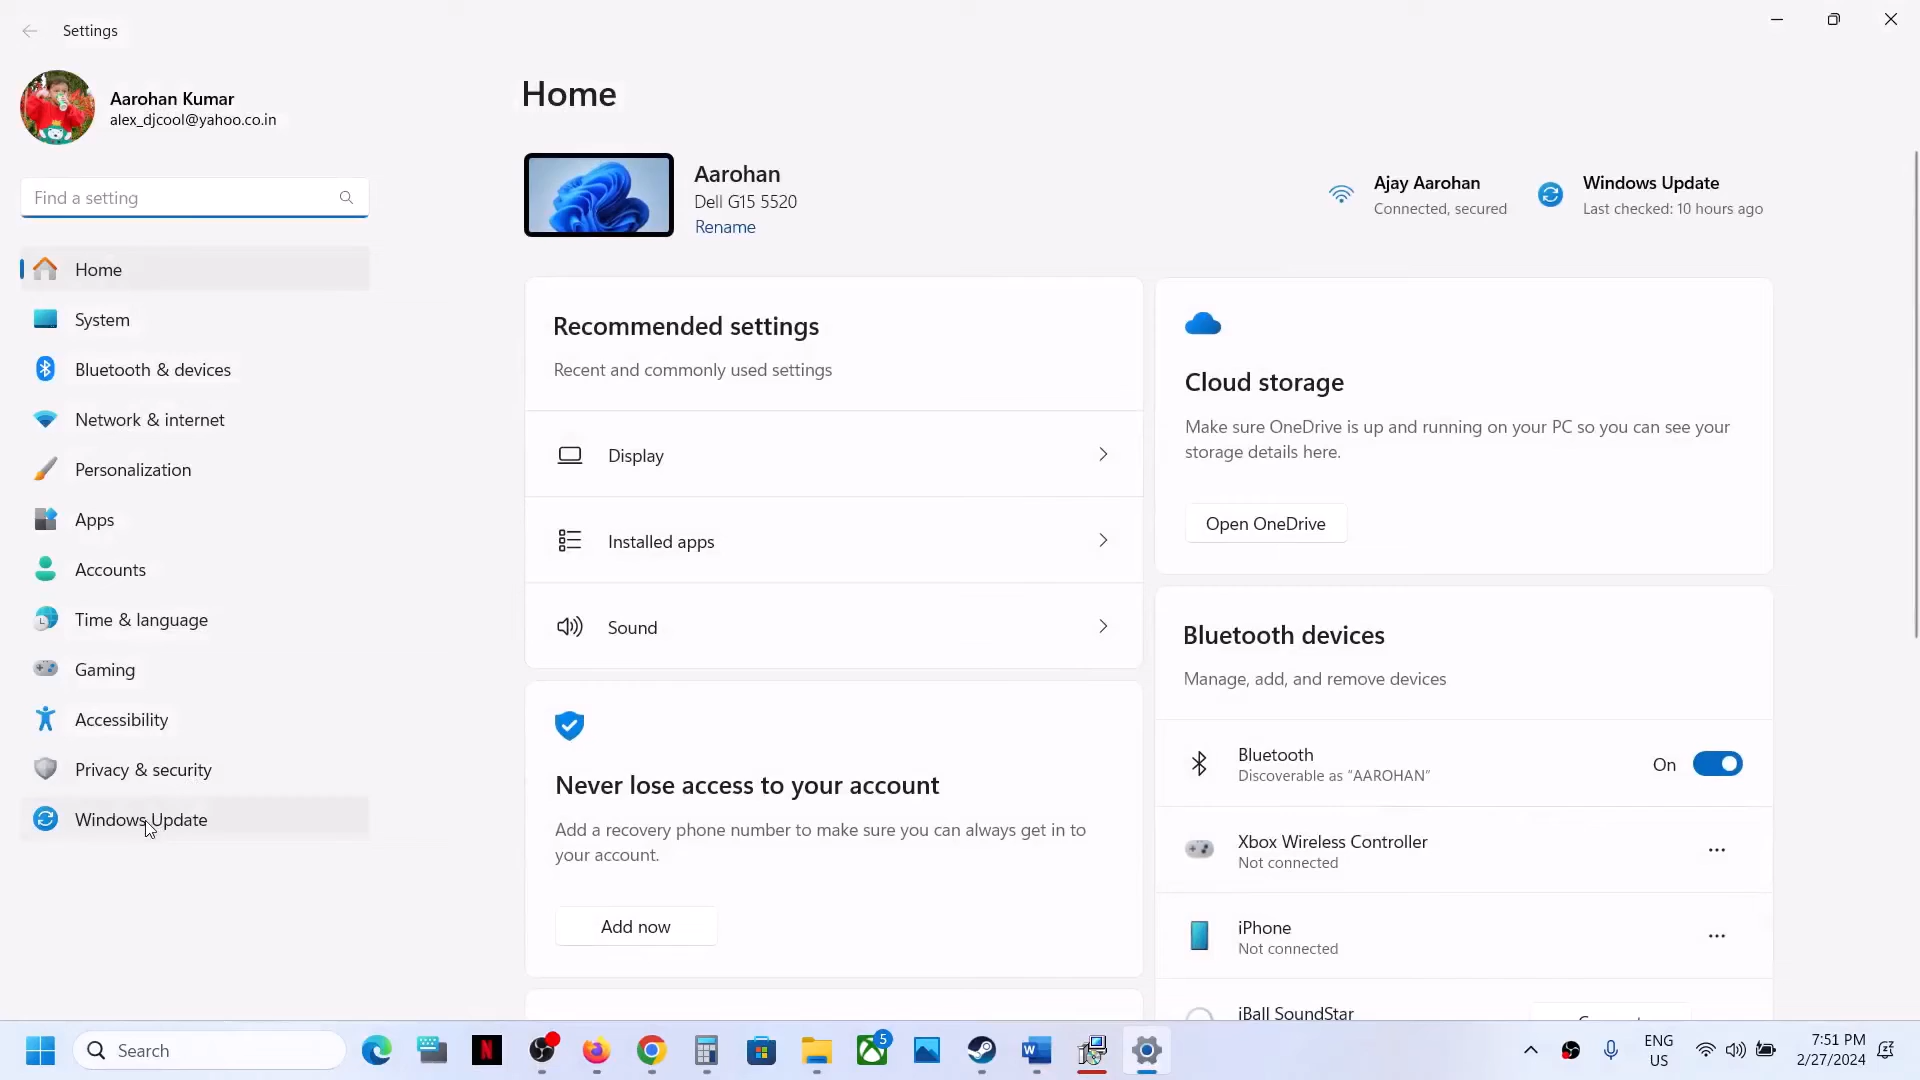 Settings
Aarohan Kumar
alex_djcool@yahoo.co.in
Find a setting
Home
System
Bluetooth & devices
Network & internet
Personalization
Apps
Accounts
Time & language
Gaming
Accessibility
Privacy & security
Windows Update
Home
Aarohan
Dell G15 5520
Rename
Ajay Aarohan
Connected, secured
Windows Update
Last checked: 10 hours ago
Recommended settings
Recent and commonly used settings
Display
Installed apps
Sound
Never lose access to your account
Add a recovery phone number to make sure you can always get in to
your account.
Add now
Cloud storage
Make sure OneDrive is up and running on your PC so you can see your
storage details here.
Open OneDrive
Bluetooth devices
Manage, add, and remove devices
Bluetooth
Discoverable as "AAROHAN"
On
Xbox Wireless Controller
Not connected
iPhone
Not connected
iBall SoundStar
Search
N
5
W
ENG
US
7:51 PM
2/27/2024